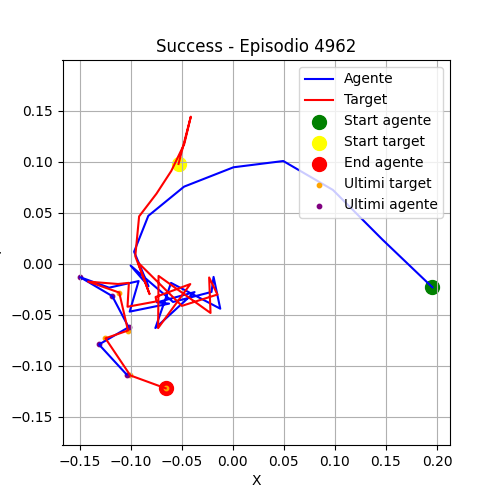 Success - Episodio 4962
Agente
Target
Start agente
Start target
End agente
Ultimi target
Ultimi agente
0.15
0.10
0.05
0.00
−0.05
−0.10
−0.15
−0.15 −0.10 −0.05 0.00 0.05 0.10 0.15 0.20
X